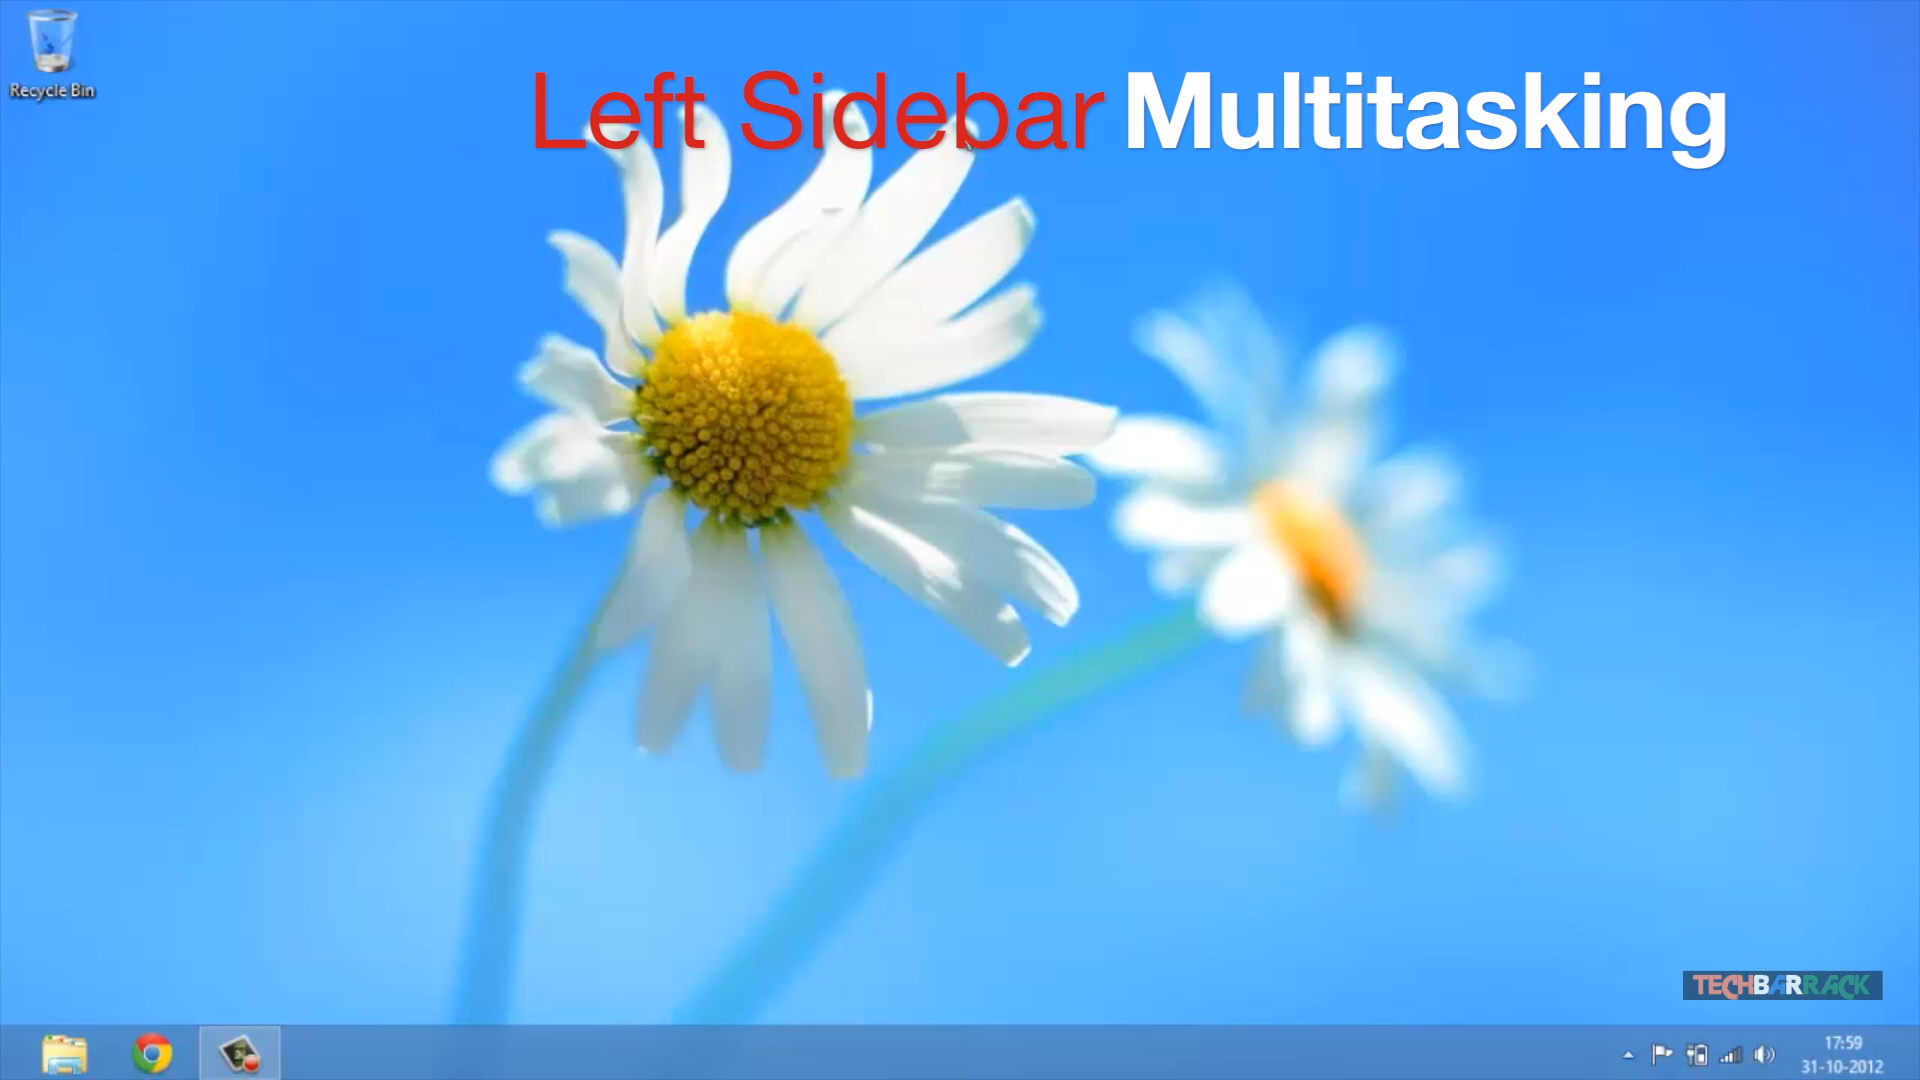 Left Sidebar Multitasking
Recycle Bin
TECHBARRACK
17:59
31-10-2012